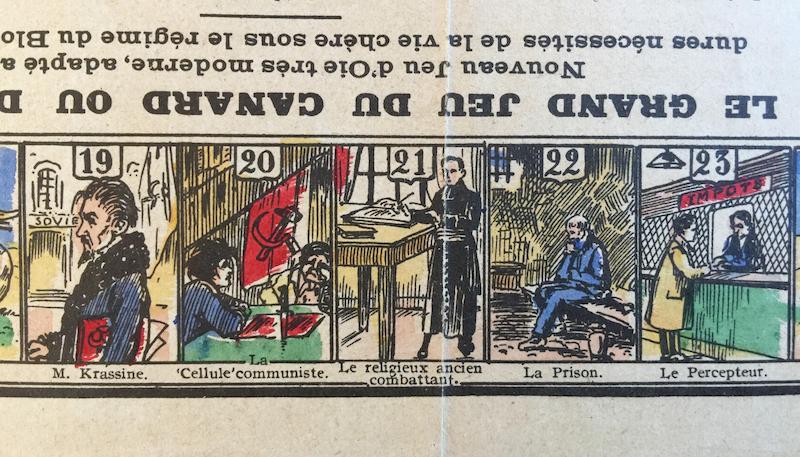 LE GRAND JEU DU CANARD OU D
Nouveau Jeu d'Oie très moderne, adapté a
dures nécessités de la vie chère sous le régime du Blo
19
SOVIE
M. Krassine.
20
La
'Cellule' communiste.
21
Le religieux ancien
combattant.
22
La Prison.
23
IMPOTS
Le Percepteur.